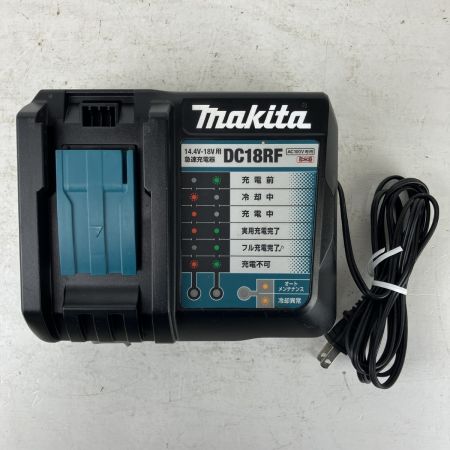 makita
14.4V-18V用
急速充電器 DC18RF
AC100V専用
充電前
冷却中
充電中
実用充電完了
フル充電完了♪
充電不可
オート
メンテナンス
冷却異常